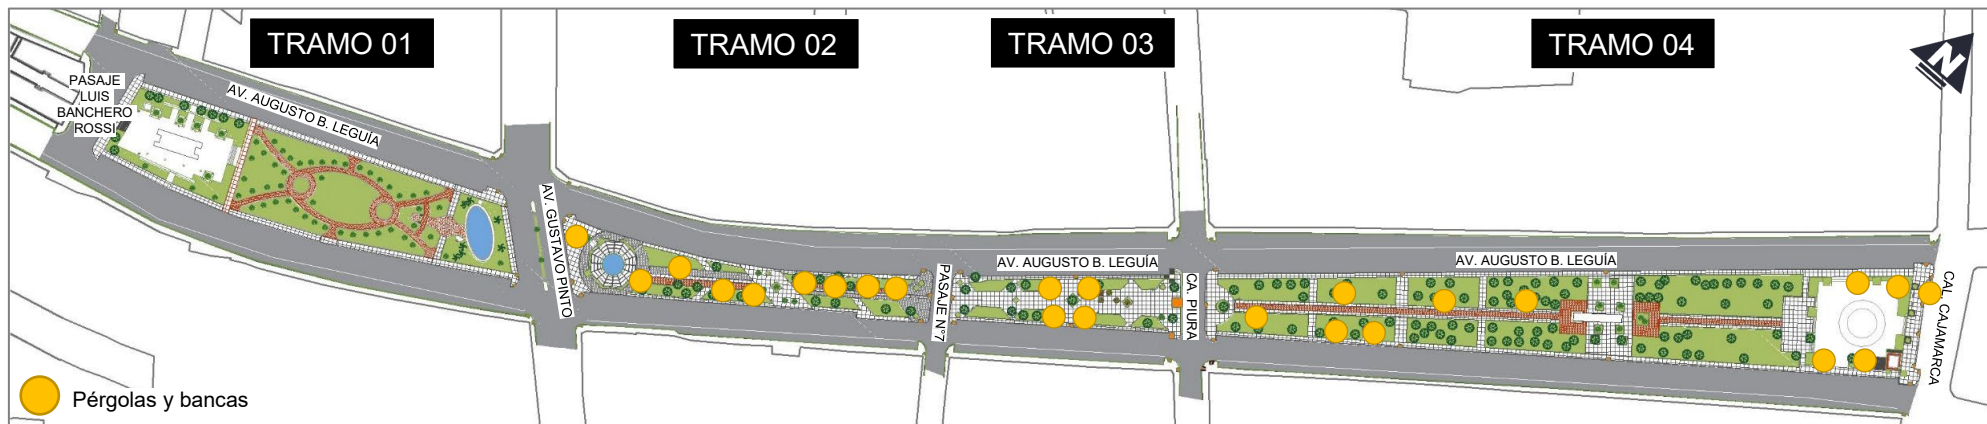 TRAMO 01
TRAMO 02
TRAMO 03
TRAMO 04
N
PASAJE
LUIS
BANCHERO
ROSSI
AV. AUGUSTO B. LEGUÍA
AV. GUSTAVO PINTO
PASAJE N°7
AV. AUGUSTO B. LEGUÍA
CA. PIURA
AV. AUGUSTO B. LEGUÍA
CAL. CAJAMARCA
Pérgolas y bancas